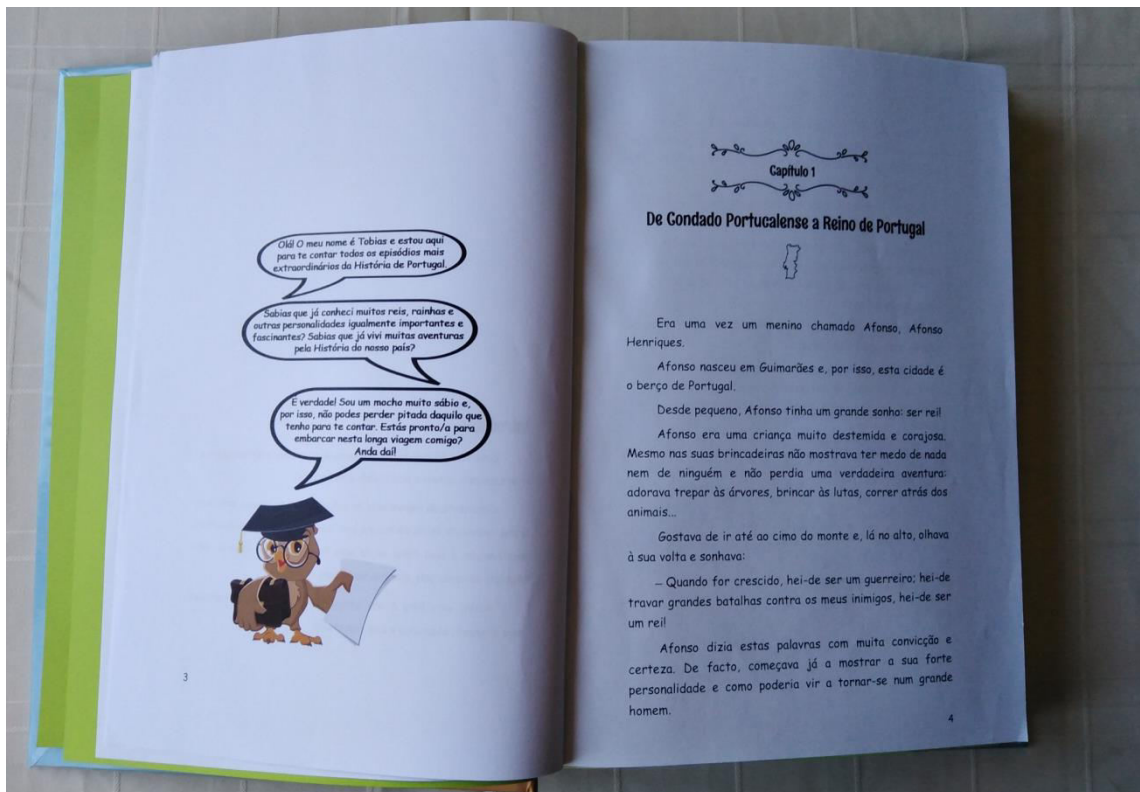 Olá! O meu nome é Tobias e estou aqui
para te contar todos os episódios mais
extraordinários da História de Portugal.
Sabias que já conheci muitos reis, rainhas e
outras personalidades igualmente importantes e
fascinantes? Sabias que já vivi muitas aventuras
pela História do nosso país?
É verdade! Sou um mocho muito sábio e,
por isso, não podes perder pitada daquilo que
tenho para te contar. Estás pronto/a para
embarcar nesta longa viagem comigo?
Anda daí!
3
Capítulo 1
De Condado Portucalense a Reino de Portugal
Era uma vez um menino chamado Afonso, Afonso
Henriques.
Afonso nasceu em Guimarães e, por isso, esta cidade é
o berço de Portugal.
Desde pequeno, Afonso tinha um grande sonho: ser rei!
Afonso era uma criança muito destemida e corajosa.
Mesmo nas suas brincadeiras não mostrava ter medo de nada
nem de ninguém e não perdia uma verdadeira aventura:
adorava trepar às árvores, brincar às lutas, correr atrás dos
animais...
Gostava de ir até ao cimo do monte e, lá no alto, olhava
à sua volta e sonhava:
– Quando for crescido, hei-de ser um guerreiro; hei-de
travar grandes batalhas contra os meus inimigos, hei-de ser
um rei!
Afonso dizia estas palavras com muita convicção e
certeza. De facto, começava já a mostrar a sua forte
personalidade e como poderia vir a tornar-se num grande
homem.
4